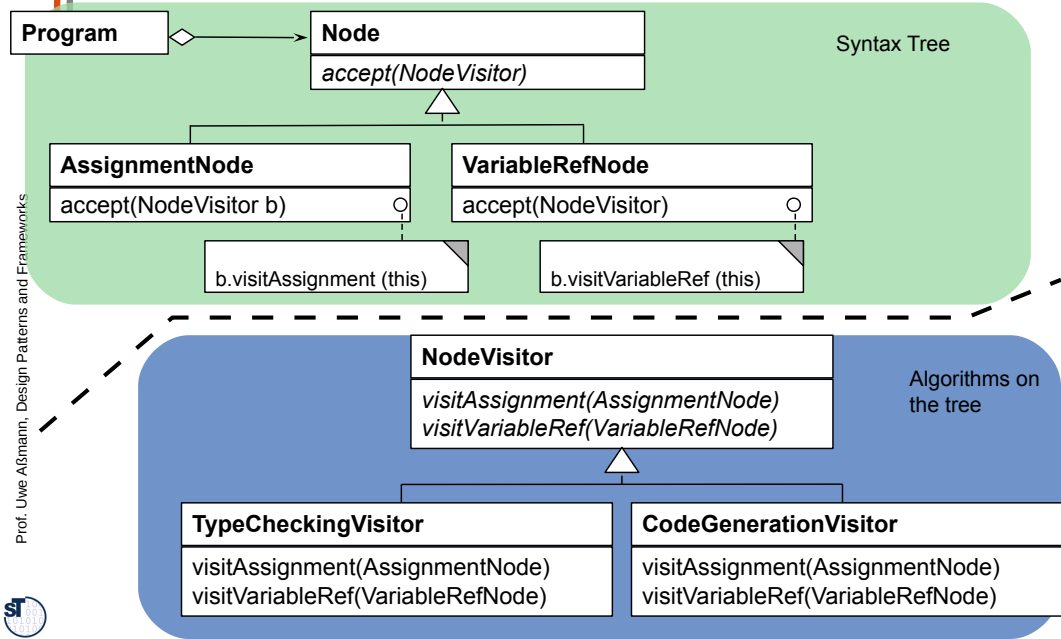 Program
Node
Syntax Tree
accept(NodeVisitor)
AssignmentNode
VariableRefNode
accept(NodeVisitor b)
accept(NodeVisitor)
b.visitAssignment (this)
b.visitVariableRef (this)
Prof. Uwe Aßmann, Design Patterns and Frameworks
NodeVisitor
Algorithms on
the tree
visitAssignment(AssignmentNode)
visitVariableRef(VariableRefNode)
TypeCheckingVisitor
CodeGenerationVisitor
visitAssignment(AssignmentNode)
visitAssignment(AssignmentNode)
visitVariableRef(VariableRefNode)
visitVariableRef(VariableRefNode)
ST